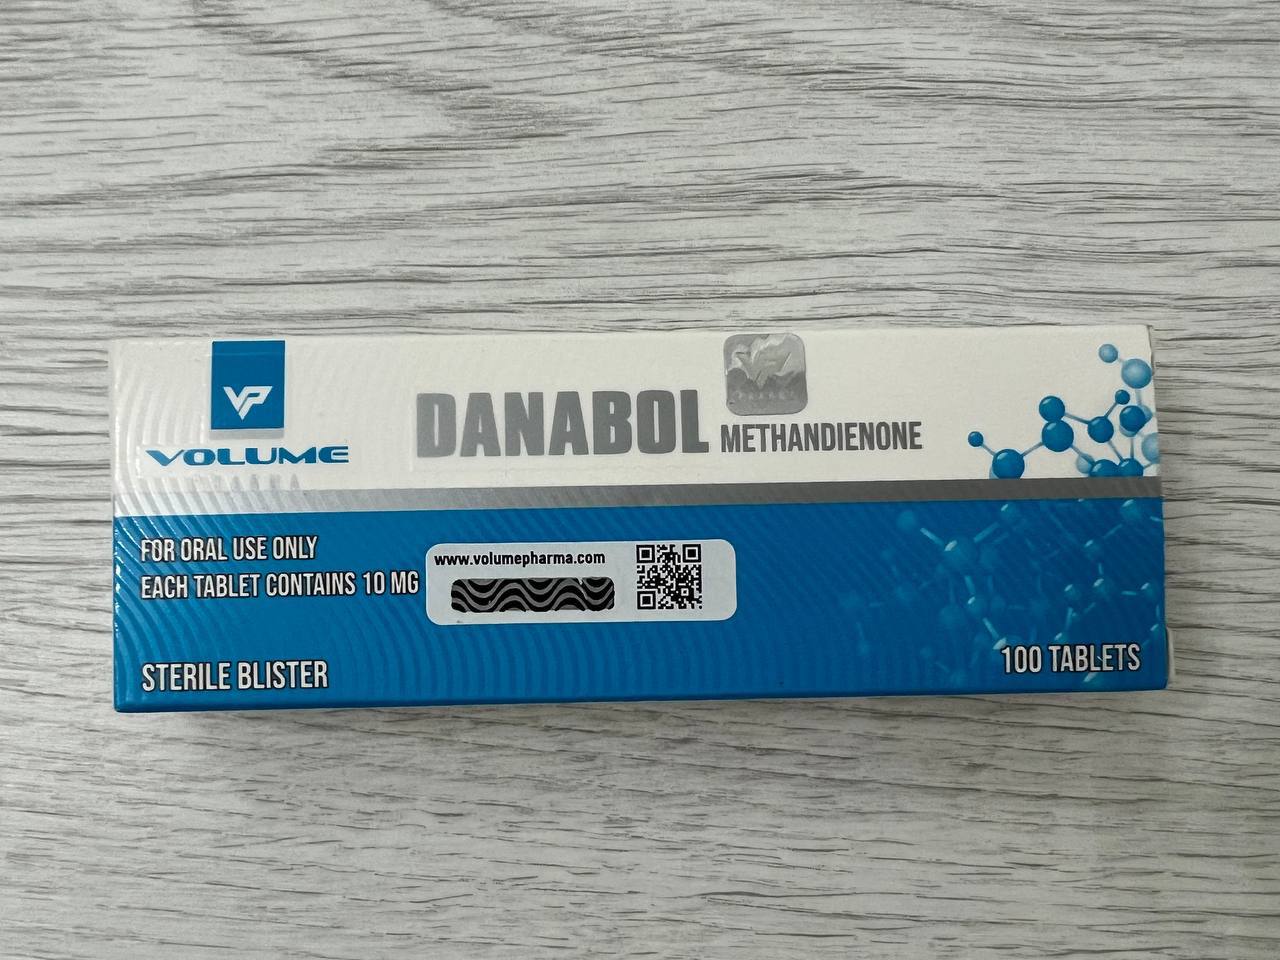 VP
VOLUME
PHARMA
DANABOL
METHANDIENONE
FOR ORAL USE ONLY
EACH TABLET CONTAINS 10 MG
www.volumepharma.com
STERILE BLISTER
100 TABLETS